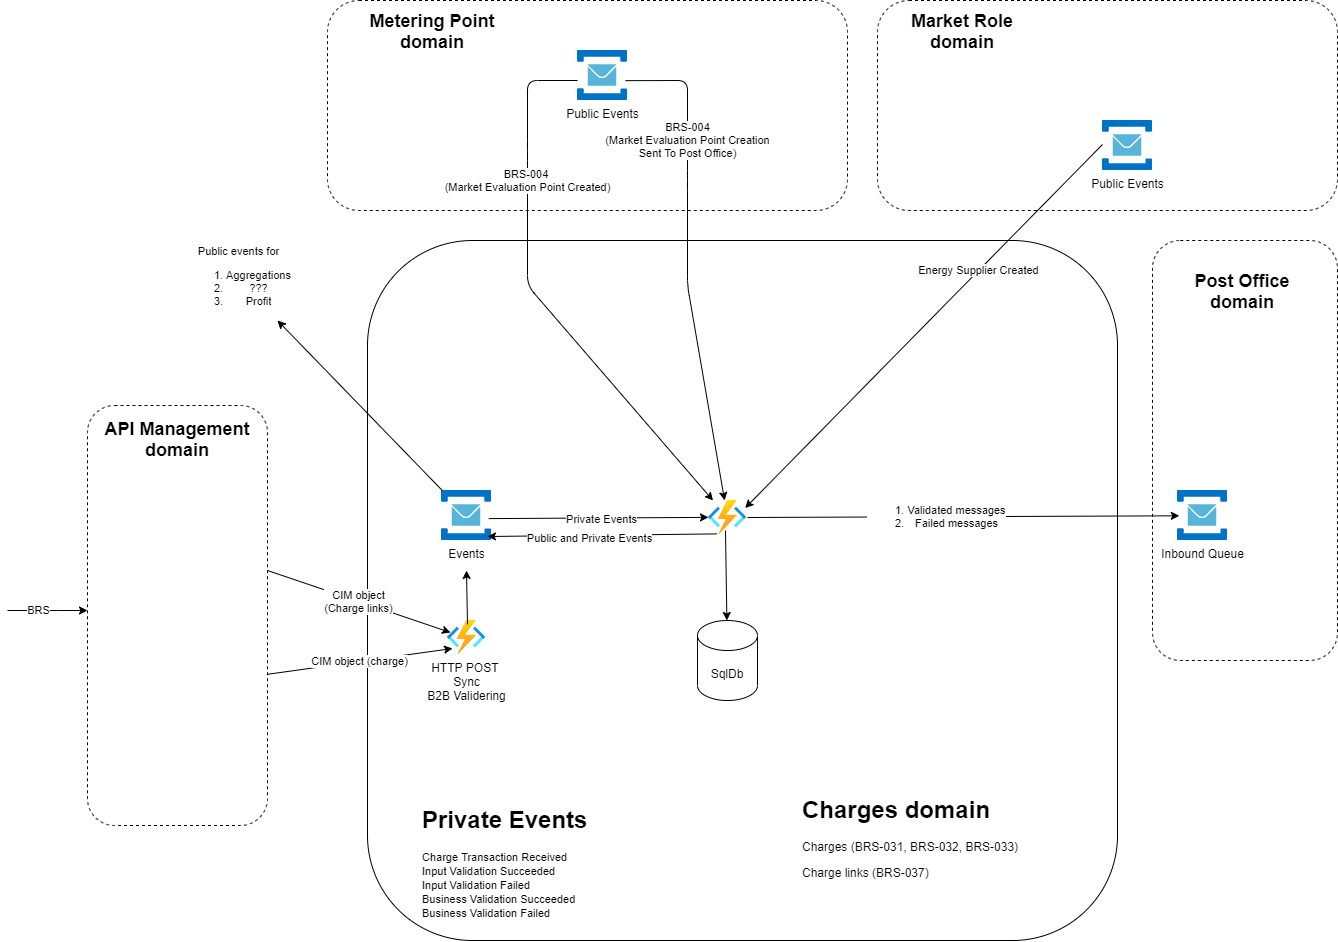 Metering Point
domain
Public Events
BRS-004
(Market Evaluation Point Creation
Sent To Post Office)
BRS-004
(Market Evaluation Point Created)
Market Role
domain
Public Events
Public events for
1. Aggregations
2. ???
3. Profit
Energy Supplier Created
Post Office
domain
API Management
domain
Private Events
Public and Private Events
Events
1. Validated messages
2. Failed messages
Inbound Queue
BRS
CIM object
(Charge links)
CIM object (charge)
HTTP POST
Sync
B2B Validering
SqlDb
Private Events
Charge Transaction Received
Input Validation Succeeded
Input Validation Failed
Business Validation Succeeded
Business Validation Failed
Charges domain
Charges (BRS-031, BRS-032, BRS-033)
Charge links (BRS-037)